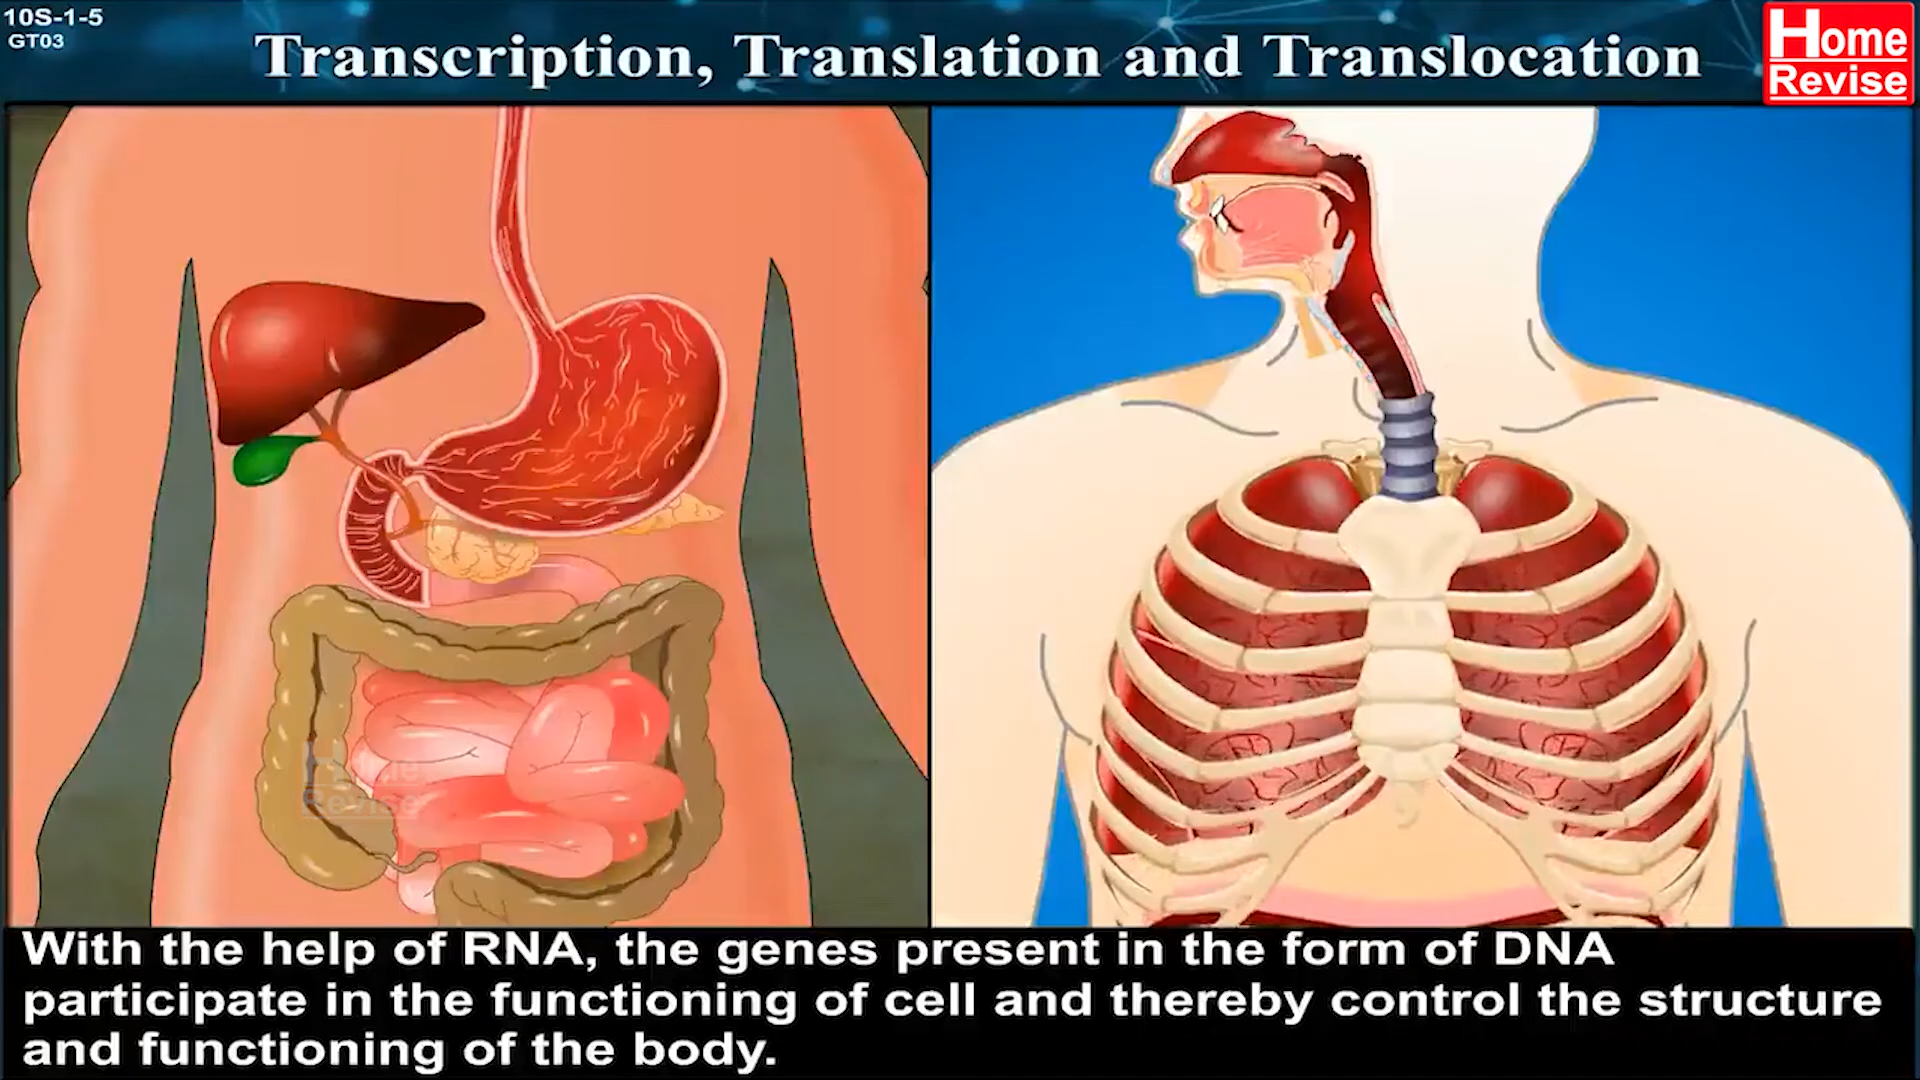 10S-1-5
GT03
Transcription, Translation and Translocation
Home
Revise
Home
Revise
With the help of RNA, the genes present in the form of DNA
participate in the functioning of cell and thereby control the structure
and functioning of the body.